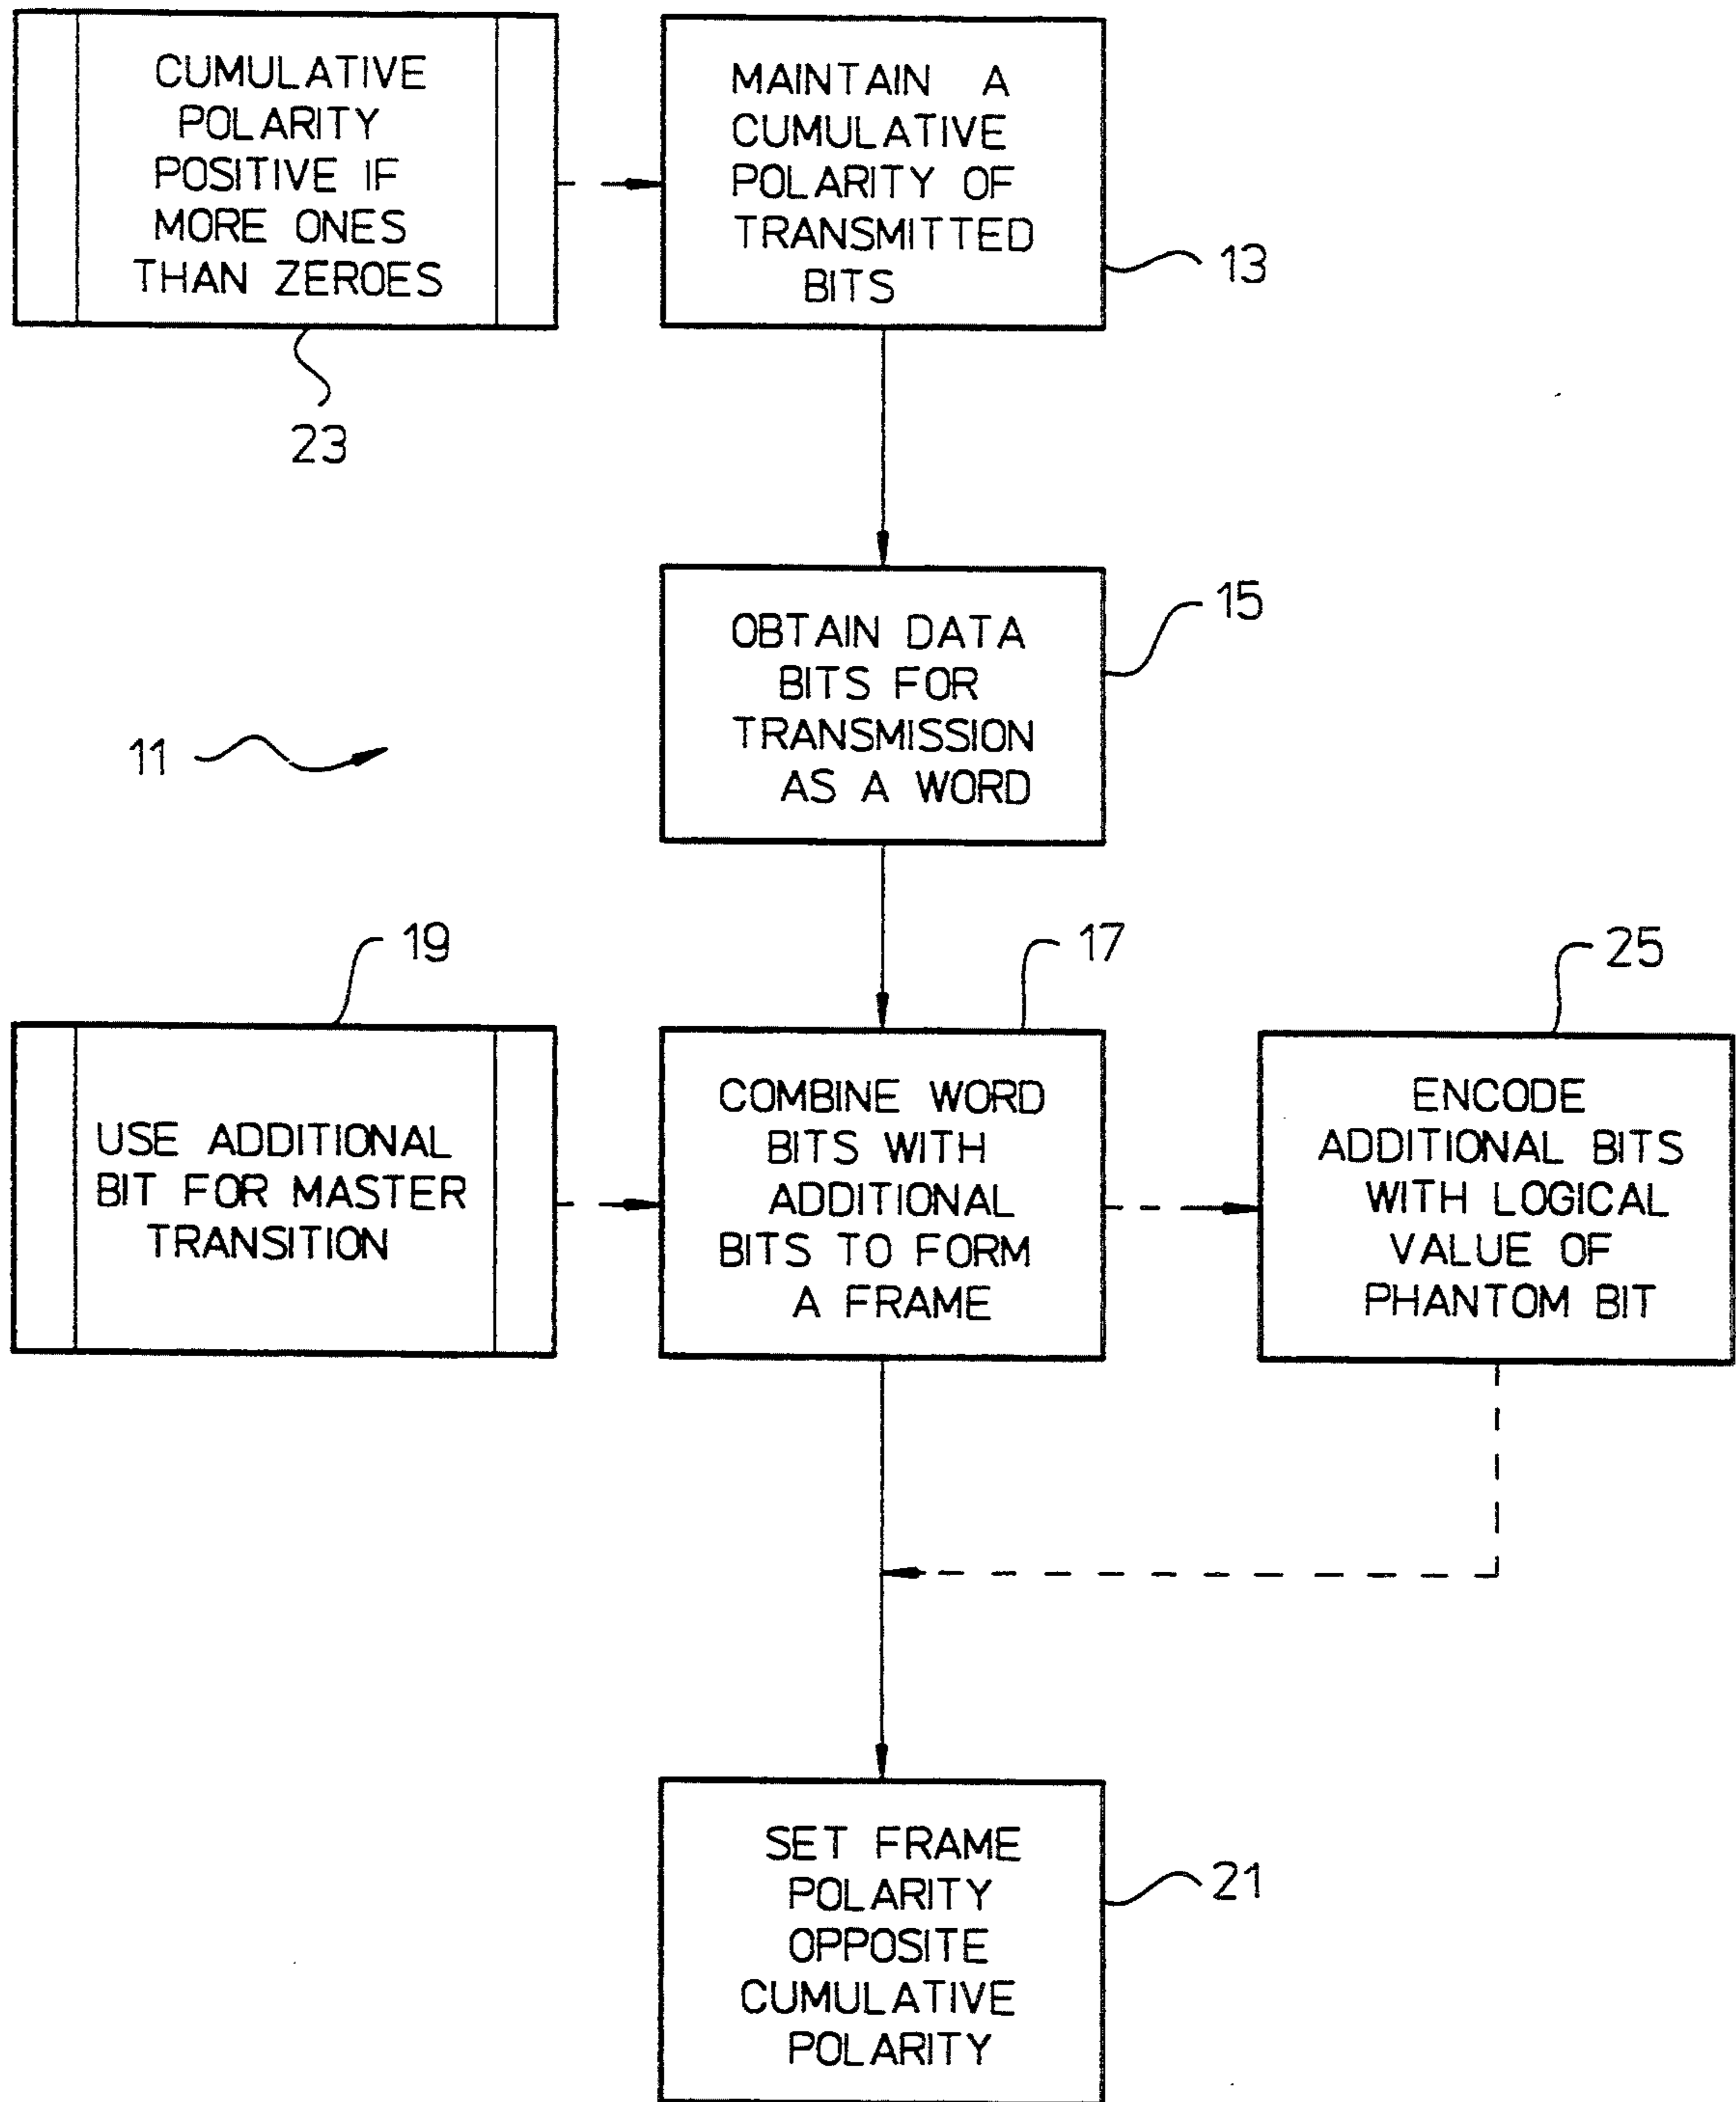 CUMULATIVE
POLARITY
POSITIVE IF
MORE ONES
THAN ZEROES
23
MAINTAIN A
CUMULATIVE
POLARITY OF
TRANSMITTED
BITS
13
OBTAIN DATA
BITS FOR
TRANSMISSION
AS A WORD
15
11
19
USE ADDITIONAL
BIT FOR MASTER
TRANSITION
17
COMBINE WORD
BITS WITH
ADDITIONAL
BITS TO FORM
A FRAME
25
ENCODE
ADDITIONAL BITS
WITH LOGICAL
VALUE OF
PHANTOM BIT
SET FRAME
POLARITY
OPPOSITE
CUMULATIVE
POLARITY
21